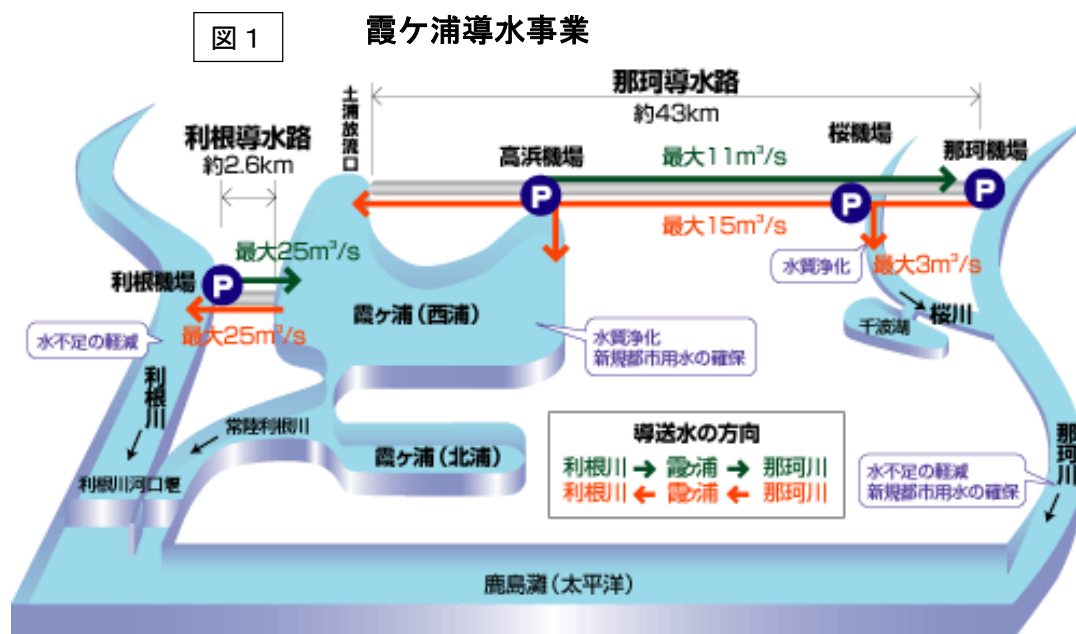 図1
霞ケ浦導水事業
那珂導水路
約43km
土浦放流口
利根導水路
約2.6km
高浜機場
最大11m³/s
桜機場
那珂機場
P
P
P
最大15m³/s
最大25m³/s
利根機場
P
水質浄化
最大3m³/s
最大25m³/s
霞ヶ浦(西浦)
千波湖
桜川
水不足の軽減
水質浄化
新規都市用水の確保
利根川
常陸利根川
霞ヶ浦(北浦)
導送水の方向
利根川 → 霞ヶ浦 → 那珂川
利根川 ← 霞ヶ浦 ← 那珂川
那珂川
水不足の軽減
新規都市用水の確保
利根川河口堰
鹿島灘(太平洋)